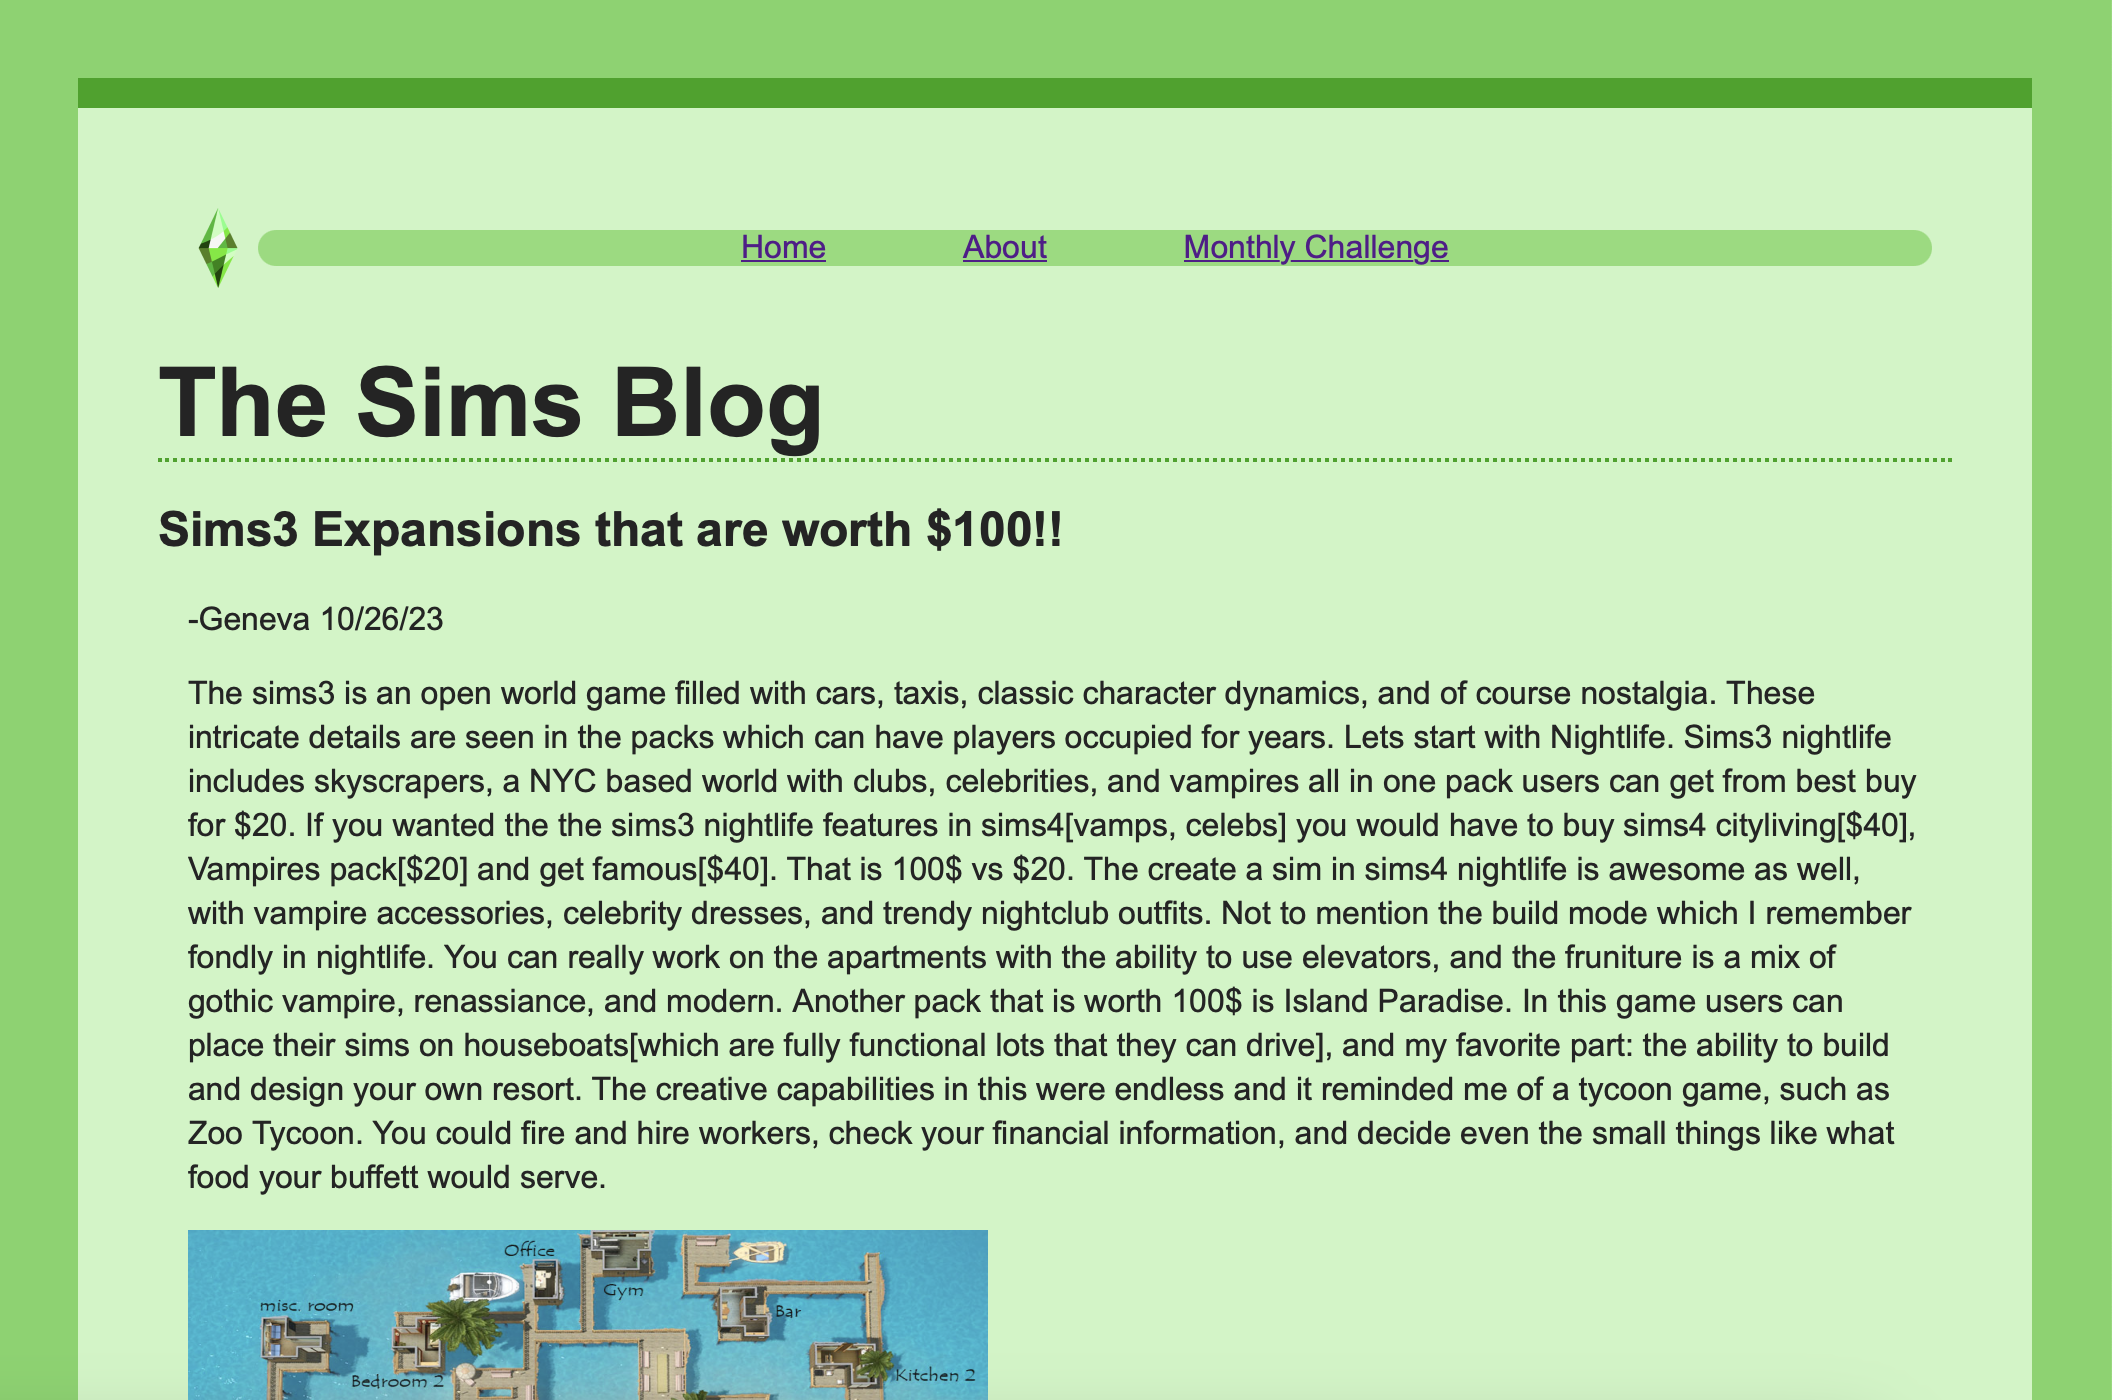 Home About Monthly Challenge
The Sims Blog
Sims3 Expansions that are worth $100!!
-Geneva 10/26/23
The sims3 is an open world game filled with cars, taxis, classic character dynamics, and of course nostalgia. These
intricate details are seen in the packs which can have players occupied for years. Lets start with Nightlife. Sims3 nightlife
includes skyscrapers, a NYC based world with clubs, celebrities, and vampires all in one pack users can get from best buy
for $20. If you wanted the the sims3 nightlife features in sims4[vamps, celebs] you would have to buy sims4 cityliving[$40],
Vampires pack[$20] and get famous[$40]. That is 100$ vs $20. The create a sim in sims4 nightlife is awesome as well,
with vampire accessories, celebrity dresses, and trendy nightclub outfits. Not to mention the build mode which I remember
fondly in nightlife. You can really work on the apartments with the ability to use elevators, and the fruniture is a mix of
gothic vampire, renassiance, and modern. Another pack that is worth 100$ is Island Paradise. In this game users can
place their sims on houseboats[which are fully functional lots that they can drive], and my favorite part: the ability to build
and design your own resort. The creative capabilities in this were endless and it reminded me of a tycoon game, such as
Zoo Tycoon. You could fire and hire workers, check your financial information, and decide even the small things like what
food your buffett would serve.
Office
Gym
misc. room
Bar
Bedroom 2
Kitchen 2